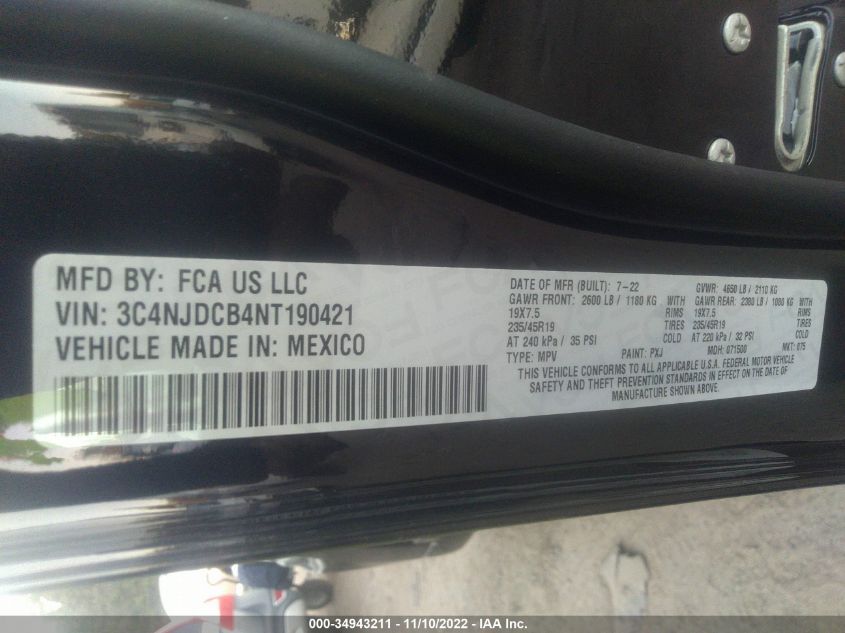 MFD BY: FCA US LLC
VIN: 3C4NJDCB4NT190421
VEHICLE MADE IN: MEXICO
DATE OF MFR (BUILT): 7-22 GVWR: 4650 LB / 2110 KG
GAWR FRONT: 2600 LB / 1180 KG WITH GAWR REAR: 2380 LB / 1080 KG WITH
19X7.5 RIMS 19X7.5 RIMS
235/45R19 TIRES 235/45R19 TIRES
AT 240 kPa / 35 PSI COLD AT 220 kPa / 32 PSI COLD
TYPE: MPV PAINT: PXJ MDH: 071500 MKT: 875
THIS VEHICLE CONFORMS TO ALL APPLICABLE U.S.A. FEDERAL MOTOR VEHICLE
SAFETY AND THEFT PREVENTION STANDARDS IN EFFECT ON THE DATE OF
MANUFACTURE SHOWN ABOVE.
000-34943211 - 11/10/2022 - IAA Inc.